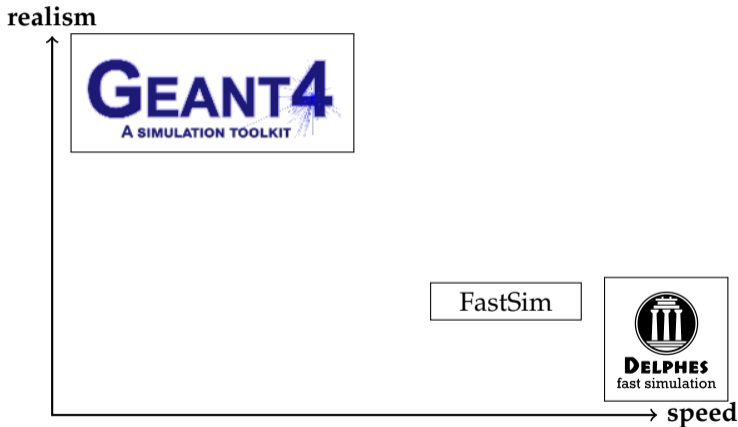 realism
GEANT4
A SIMULATION TOOLKIT
FastSim
DELPHES
fast simulation
speed